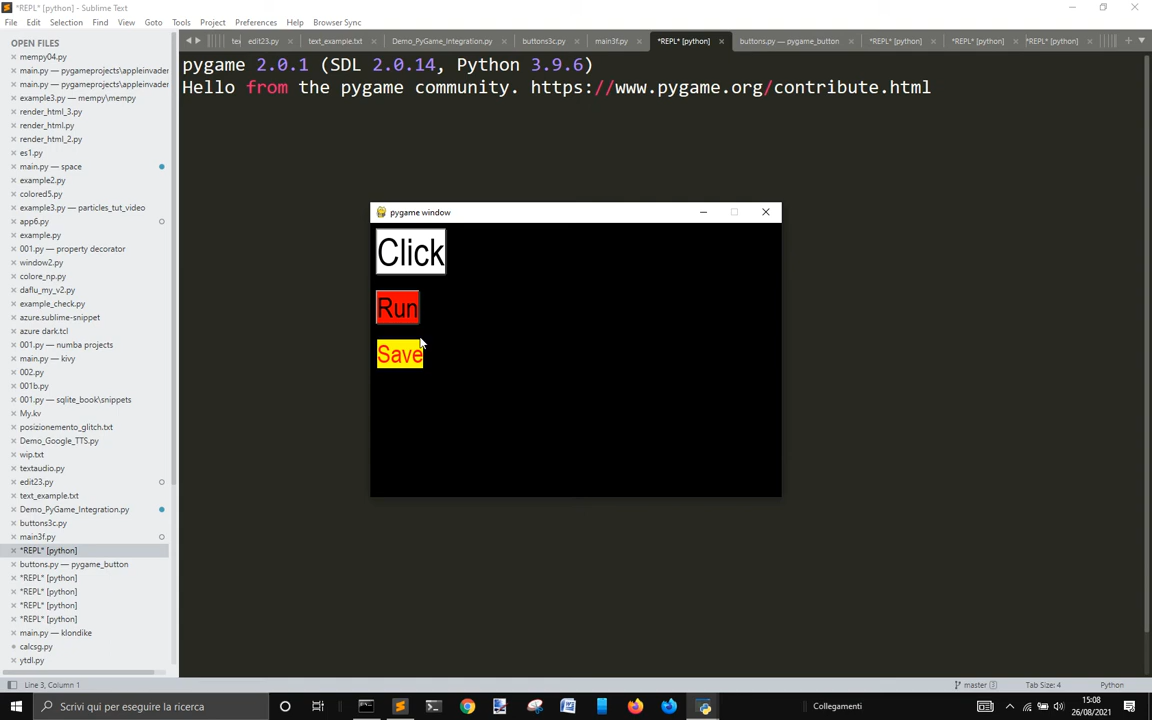 *REPL* [python] - Sublime Text
File Edit Selection Find View Goto Tools Project Preferences Help Browser Sync
OPEN FILES
edit23.py × text_example.txt × Demo_PyGame_Integration.py × buttons3c.py × main3f.py × *REPL* [python] × buttons.py — pygame_button × *REPL* [python] × *REPL* [python] × *REPL* [python] ×
mempy04.py
main.py — pygameprojects\appleinvader
main.py — pygameprojects\appleinvader
example3.py — mempy\mempy
render_html_3.py
render_html.py
render_html_2.py
es1.py
main.py — space
example2.py
colored5.py
example3.py — particles_tut_video
app6.py
example.py
001.py — property decorator
window2.py
colore_np.py
daflu_my_v2.py
example_check.py
azure.sublime-snippet
azure dark.tcl
001.py — numba projects
main.py — kivy
002.py
001b.py
001.py — sqlite_book\snippets
My.kv
posizionemento_glitch.txt
Demo_Google_TTS.py
wip.txt
textaudio.py
edit23.py
text_example.txt
Demo_PyGame_Integration.py
buttons3c.py
main3f.py
*REPL* [python]
buttons.py — pygame_button
*REPL* [python]
*REPL* [python]
*REPL* [python]
*REPL* [python]
main.py — klondike
calcsg.py
ytdl.py
pygame 2.0.1 (SDL 2.0.14, Python 3.9.6)
Hello from the pygame community. https://www.pygame.org/contribute.html
pygame window
Click
Run
Save
Line 3, Column 1
master 3
Tab Size: 4
Python
Scrivi qui per eseguire la ricerca
Collegamenti
15:08
26/08/2021